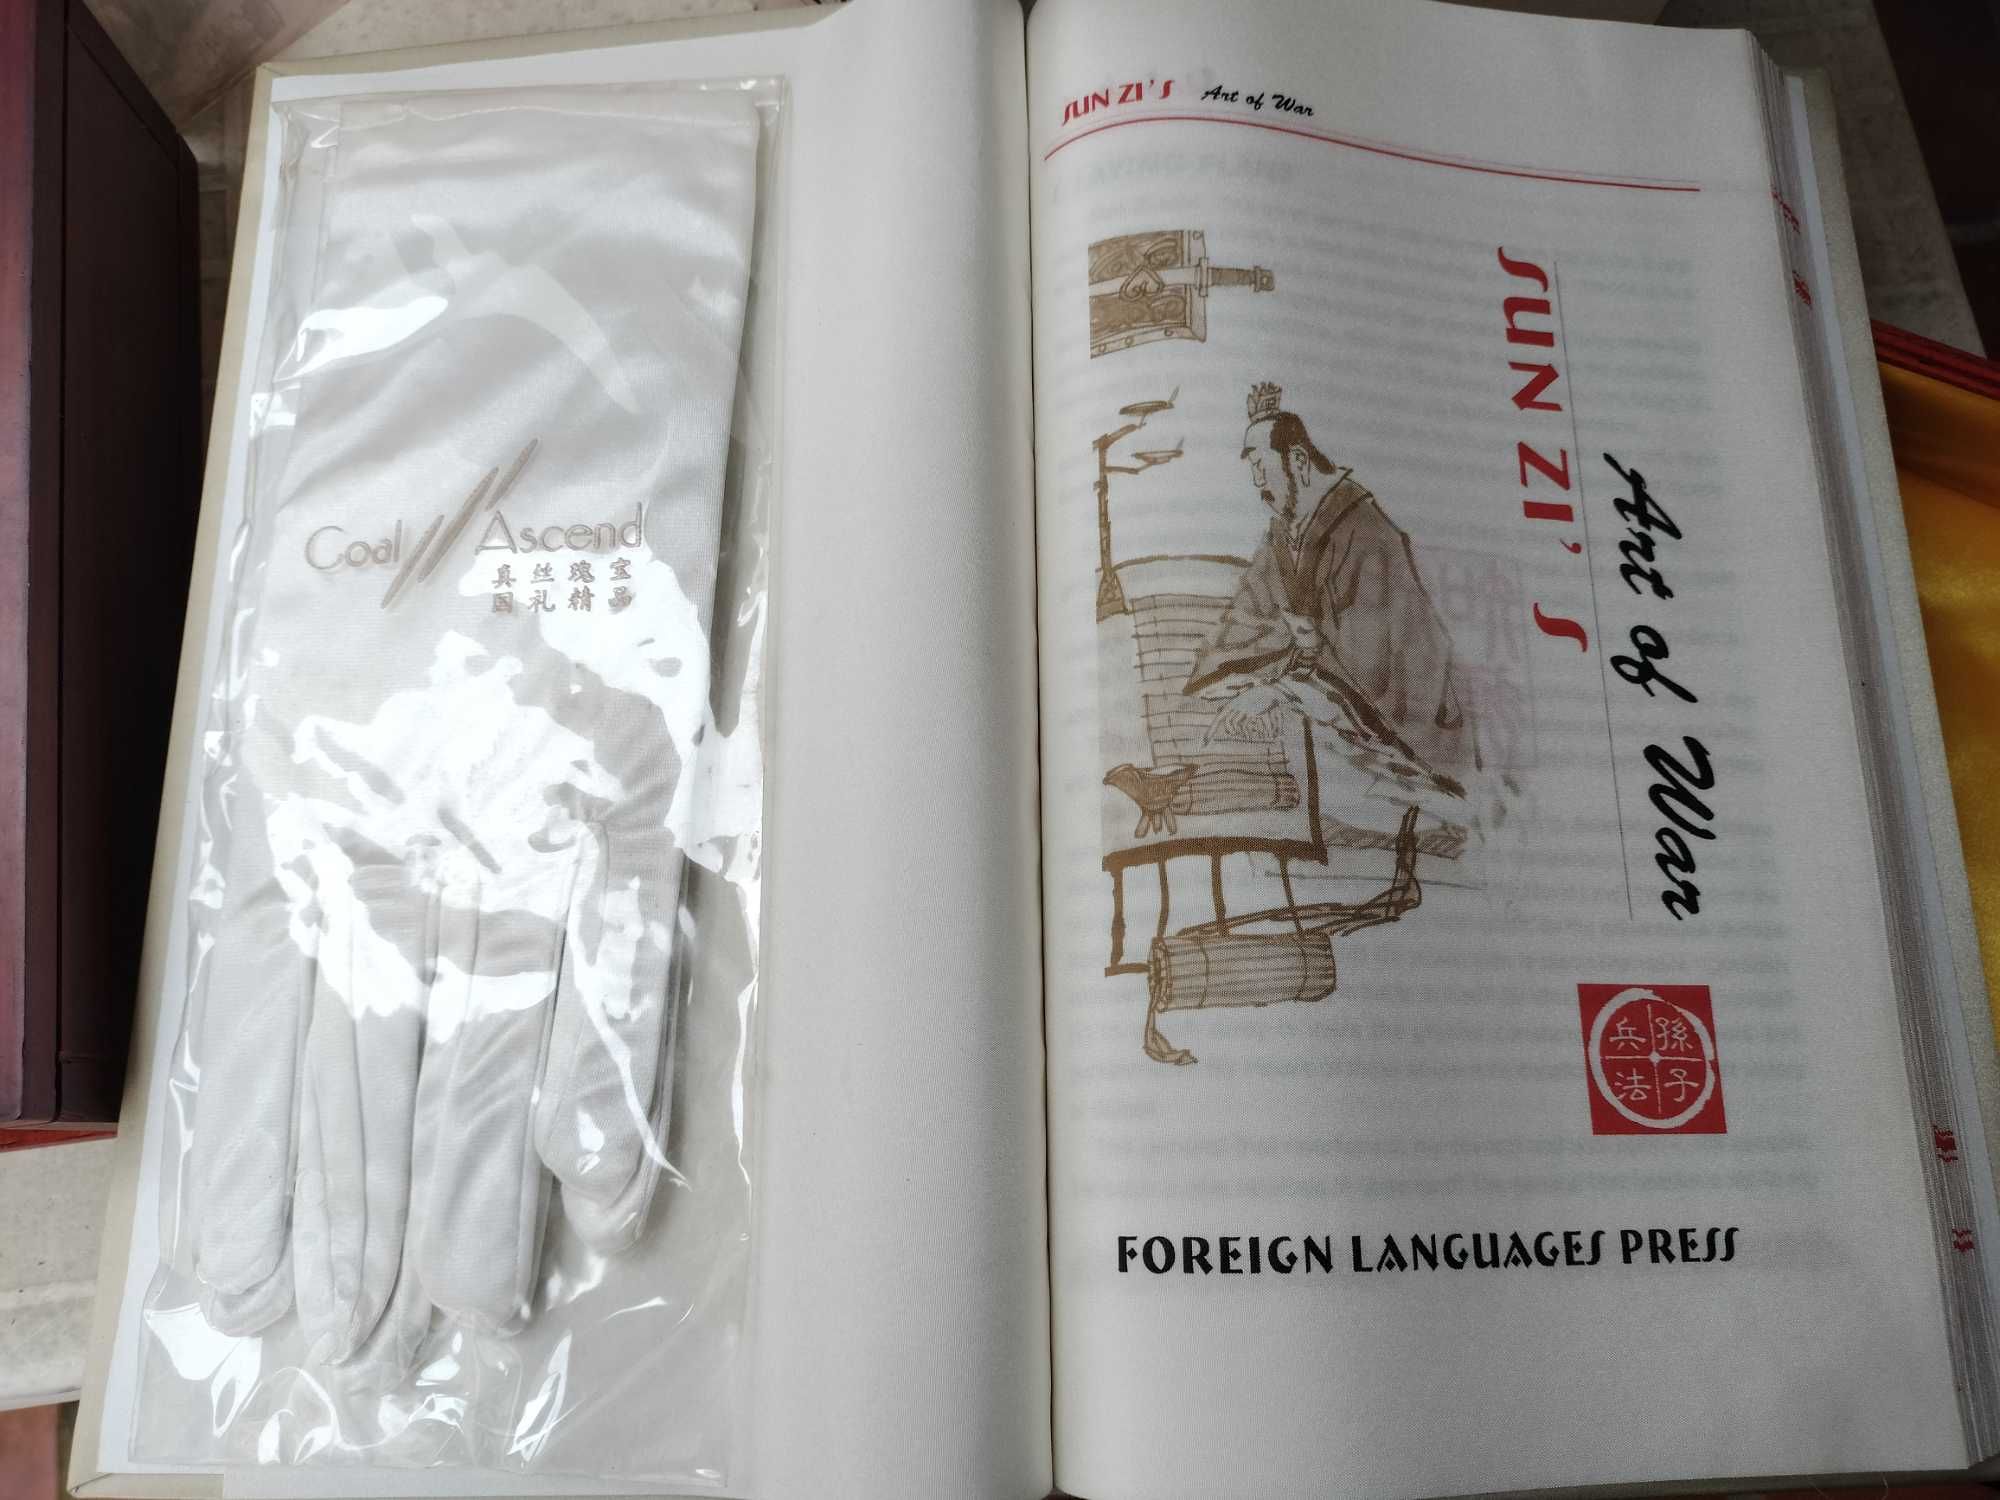 Coal Ascend
真丝瑰宝
国礼精品
SUN ZI'S Art of War
SUN ZI'S
Art of War
孫子
兵法
FOREIGN LANGUAGES PRESS